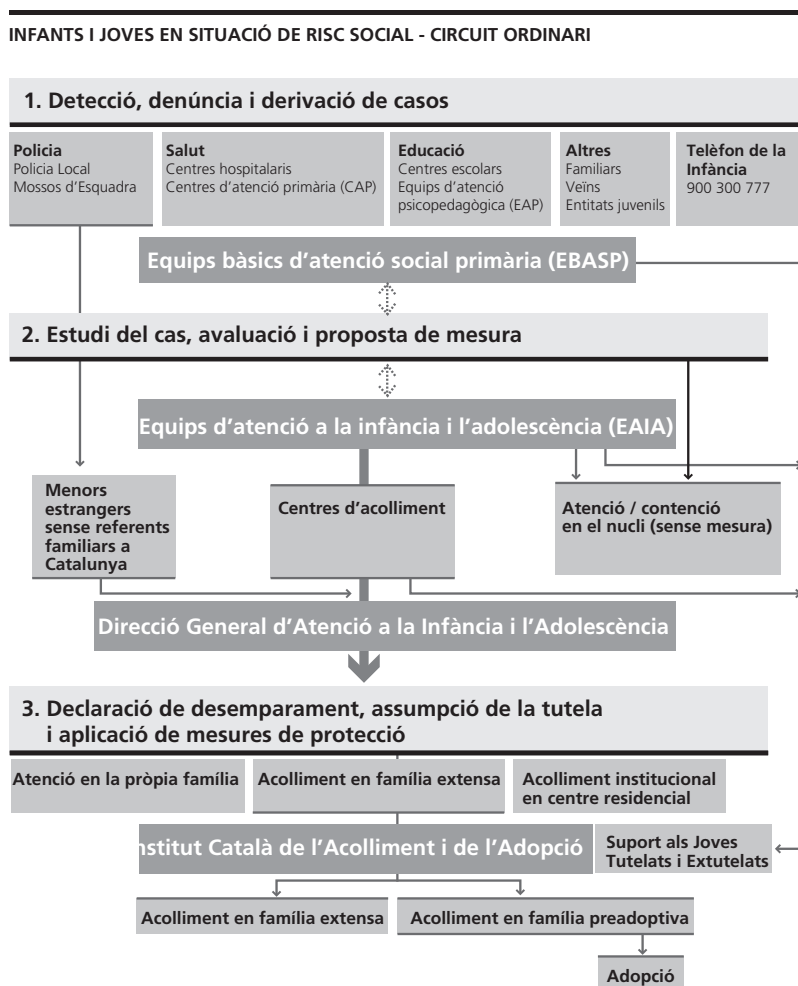 INFANTS I JOVES EN SITUACIÓ DE RISC SOCIAL - CIRCUIT ORDINARI
1. Detecció, denúncia i derivació de casos
Policia
Policia Local
Mossos d'Esquadra
Salut
Centres hospitalaris
Centres d'atenció primària (CAP)
Educació
Centres escolars
Equips d'atenció
psicopedagògica (EAP)
Altres
Familiars
Veïns
Entitats juvenils
Telèfon de la
Infància
900 300 777
Equips bàsics d'atenció social primària (EBASP)
2. Estudi del cas, avaluació i proposta de mesura
Equips d'atenció a la infància i l'adolescència (EAIA)
Menors
estrangers
sense referents
familiars a
Catalunya
Centres d'acolliment
Atenció / contenció
en el nucli (sense mesura)
Direcció General d'Atenció a la Infància i l'Adolescència
3. Declaració de desemparament, assumpció de la tutela
i aplicació de mesures de protecció
Atenció en la pròpia família
Acolliment en família extensa
Acolliment institucional
en centre residencial
nstitut Català de l'Acolliment i de l'Adopció
Suport als Joves
Tutelats i Extutelats
Acolliment en família extensa
Acolliment en família preadoptiva
Adopció